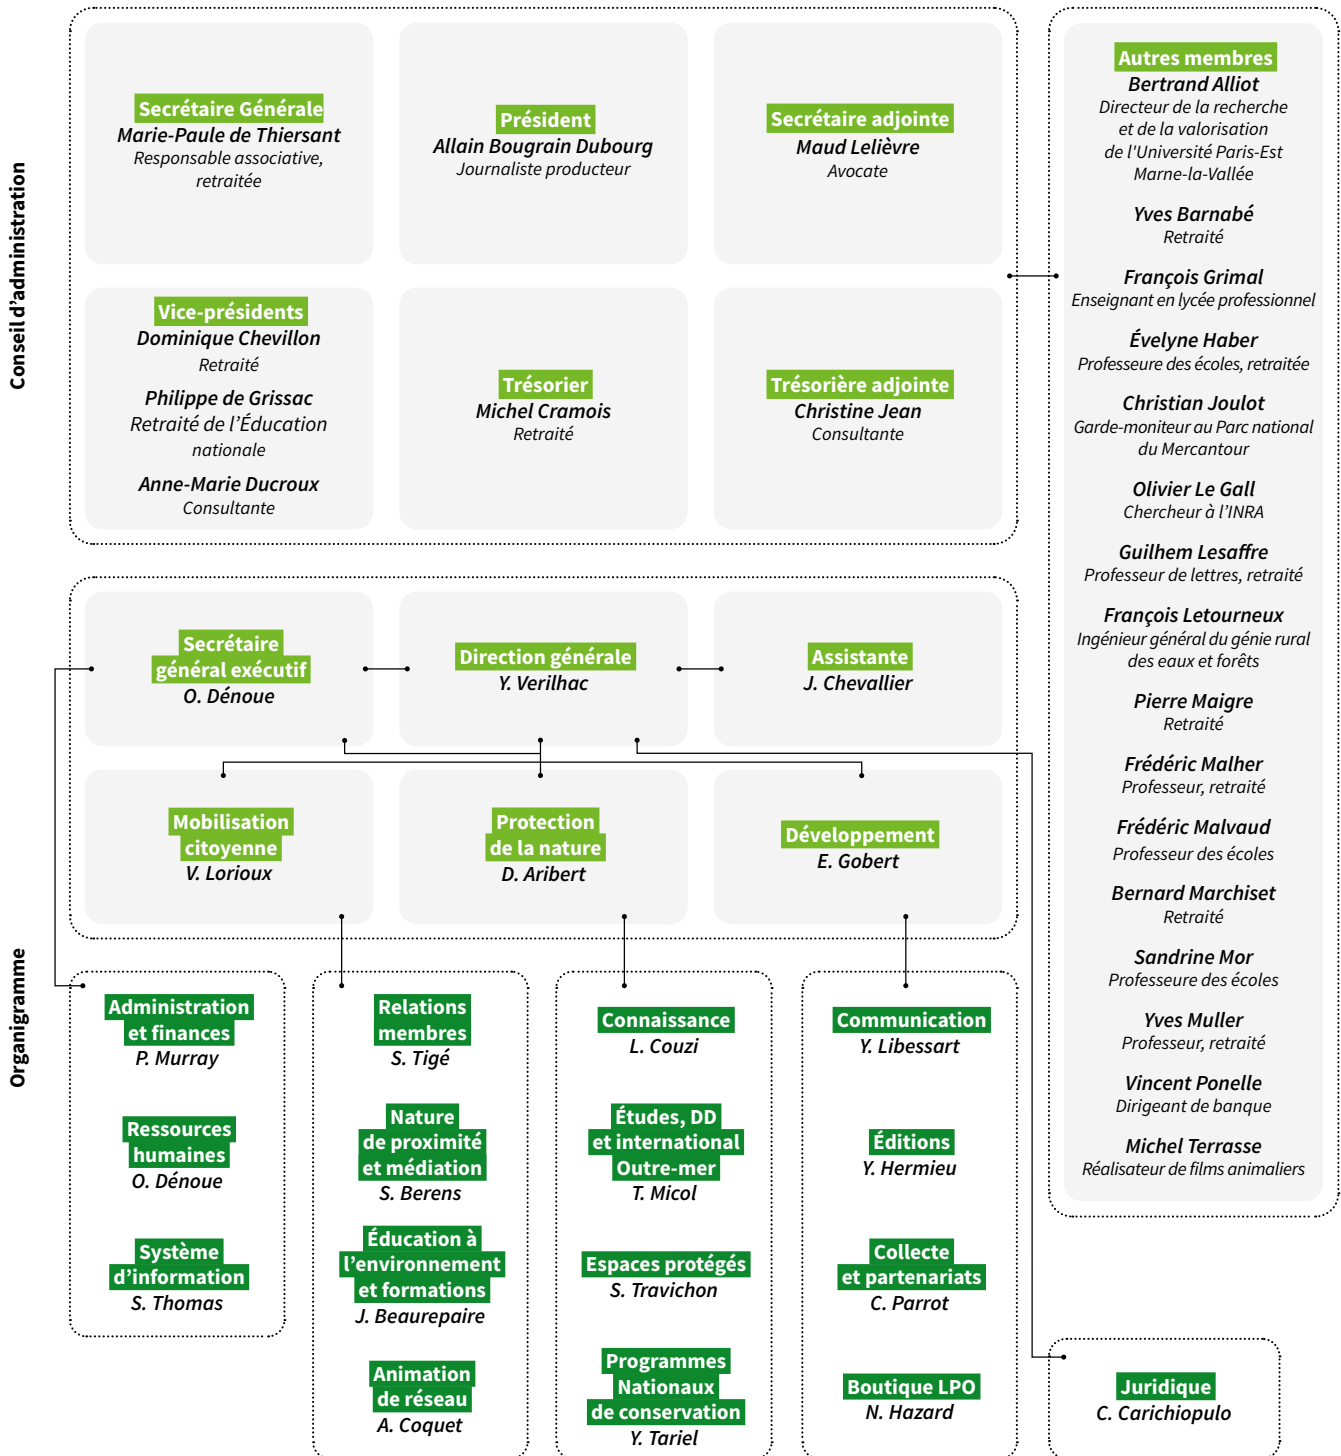 Conseil d’administration
Secrétaire Générale
Marie-Paule de Thiersant
Responsable associative,
retraitée
Président
Allain Bougrain Dubourg
Journaliste producteur
Secrétaire adjointe
Maud Lelièvre
Avocate
Vice-présidents
Dominique Chevillon
Retraité
Philippe de Grissac
Retraité de l’Éducation
nationale
Anne-Marie Ducroux
Consultante
Trésorier
Michel Cramois
Retraité
Trésorière adjointe
Christine Jean
Consultante
Autres membres
Bertrand Alliot
Directeur de la recherche
et de la valorisation
de l'Université Paris-Est
Marne-la-Vallée
Yves Barnabé
Retraité
François Grimal
Enseignant en lycée professionnel
Évelyne Haber
Professeure des écoles, retraitée
Christian Joulot
Garde-moniteur au Parc national
du Mercantour
Olivier Le Gall
Chercheur à l’INRA
Guilhem Lesaffre
Professeur de lettres, retraité
François Letourneux
Ingénieur général du génie rural
des eaux et forêts
Pierre Maigre
Retraité
Frédéric Malher
Professeur, retraité
Frédéric Malvaud
Professeur des écoles
Bernard Marchiset
Retraité
Sandrine Mor
Professeure des écoles
Yves Muller
Professeur, retraité
Vincent Ponelle
Dirigeant de banque
Michel Terrasse
Réalisateur de films animaliers
Organigramme
Secrétaire
général exécutif
O. Dénoue
Direction générale
Y. Verilhac
Assistante
J. Chevallier
Mobilisation
citoyenne
V. Lorioux
Protection
de la nature
D. Aribert
Développement
E. Gobert
Administration
et finances
P. Murray
Ressources
humaines
O. Dénoue
Système
d’information
S. Thomas
Relations
membres
S. Tigé
Nature
de proximité
et médiation
S. Berens
Éducation à
l’environnement
et formations
J. Beaurepaire
Animation
de réseau
A. Coquet
Connaissance
L. Couzi
Études, DD
et international
Outre-mer
T. Micol
Espaces protégés
S. Travichon
Programmes
Nationaux
de conservation
Y. Tariel
Communication
Y. Libessart
Éditions
Y. Hermieu
Collecte
et partenariats
C. Parrot
Boutique LPO
N. Hazard
Juridique
C. Carichiopulo